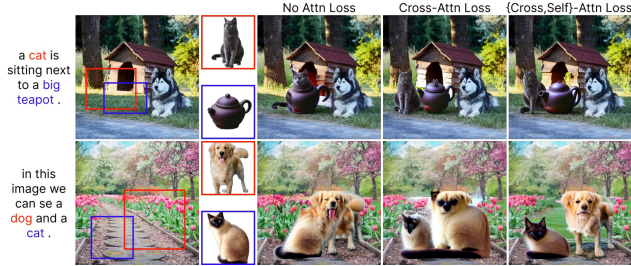 No Attn Loss
Cross-Attn Loss
{Cross,Self}-Attn Loss
a cat is
sitting next
to a big
teapot .
in this
image we
can se a
dog and a
cat .